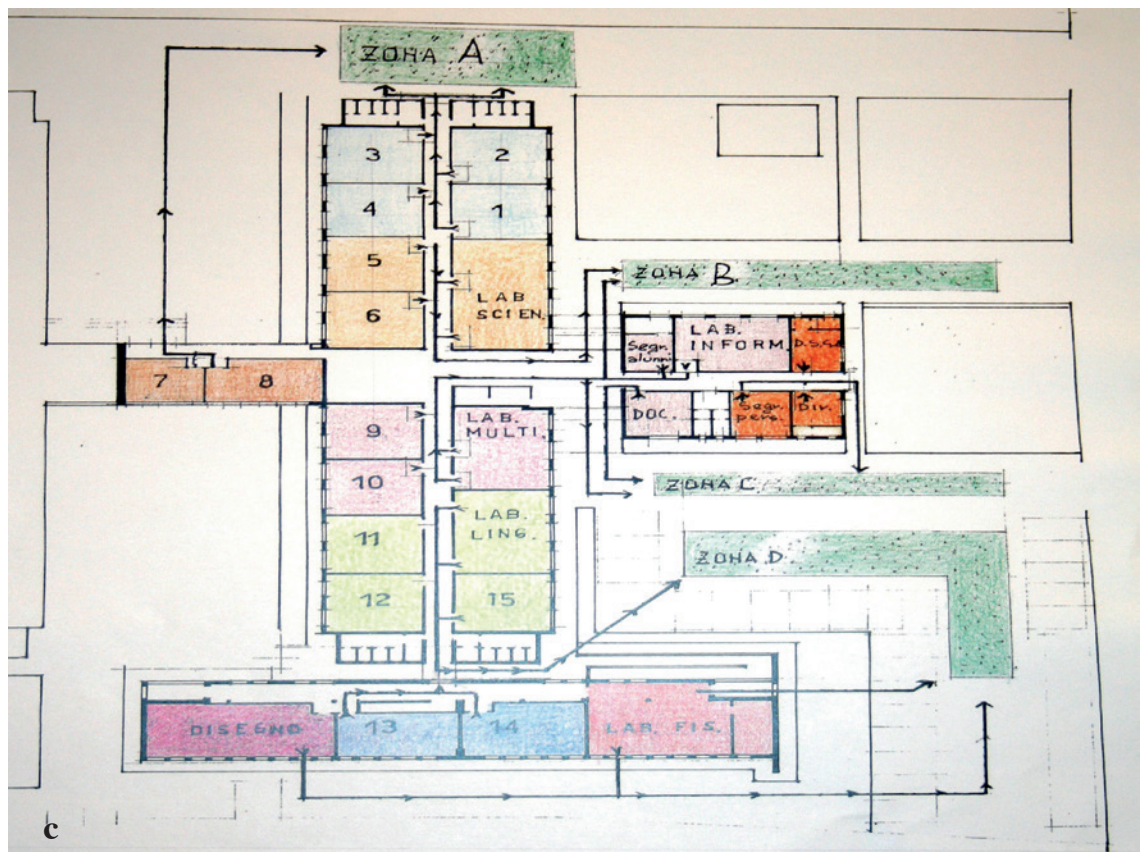 ZONA A
3
2
4
1
5
6
LAB
SCIEN.
ZONA B.
Segr.
alunni
LAB.
INFORM.
D.S.G.A
7
8
9
LAB.
MULTI.
DOC.
Segr.
pers.
Dir.
10
ZONA C
11
LAB.
LING.
ZONA D.
12
15
DISEGNO
13
14
LAB. FIS.
c